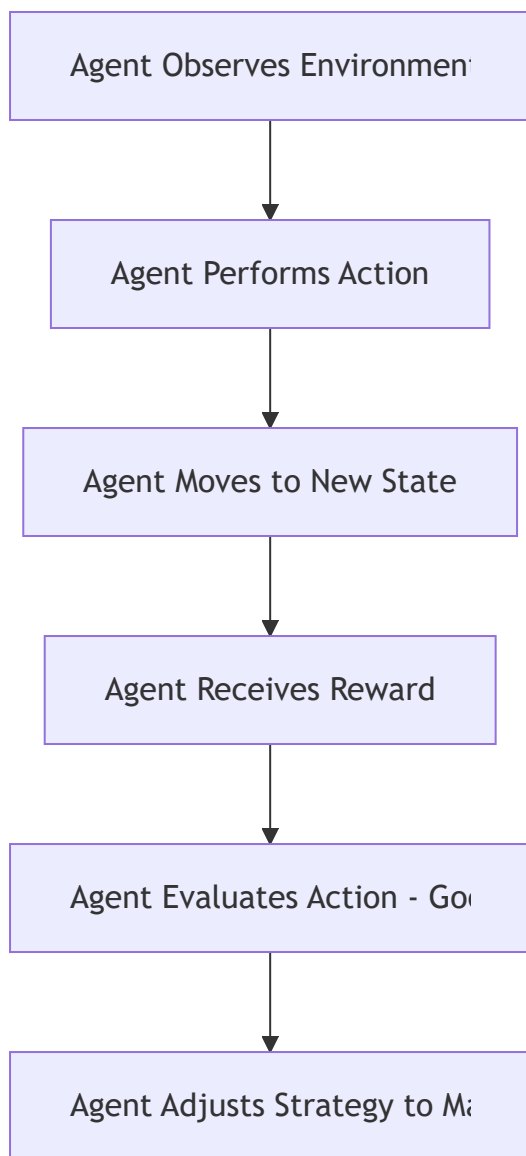 Agent Observes Environment
Agent Performs Action
Agent Moves to New State
Agent Receives Reward
Agent Evaluates Action -
Agent Adjusts Strategy to